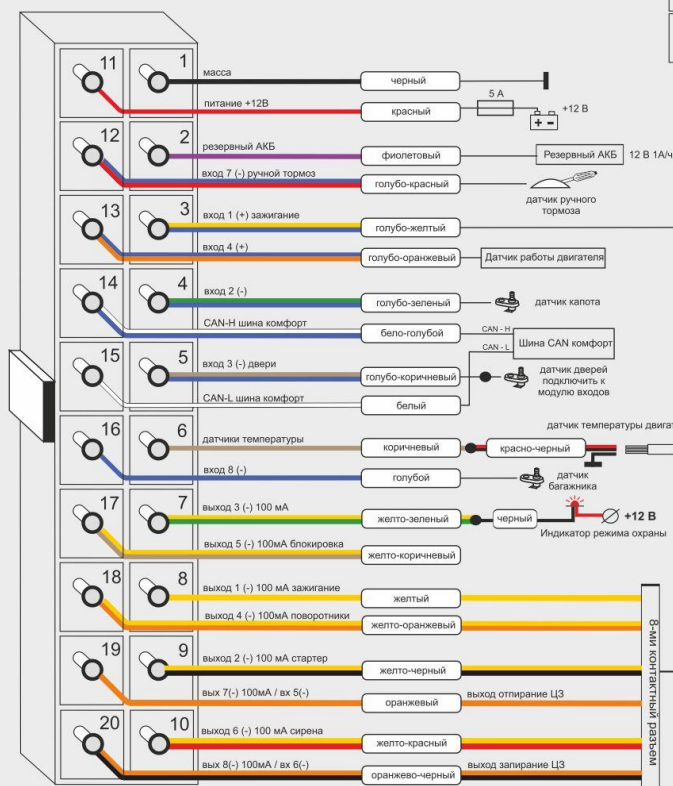 11
1
масса
черный
питание +12В
красный
5 А
+12 В
+ -
12
2
резервный АКБ
фиолетовый
Резервный АКБ
12 В 1А/ч
вход 7 (-) ручной тормоз
голубо-красный
датчик ручного
тормоза
13
3
вход 1 (+) зажигание
голубо-желтый
вход 4 (+)
голубо-оранжевый
Датчик работы двигателя
14
4
вход 2 (-)
голубо-зеленый
датчик капота
CAN-H шина комфорт
бело-голубой
CAN - H
CAN - L
Шина CAN комфорт
15
5
вход 3 (-) двери
голубо-коричневый
датчик дверей
подключить к
модулю входов
CAN-L шина комфорт
белый
16
6
датчики температуры
коричневый
красно-черный
датчик температуры двигат
вход 8 (-)
голубой
датчик
багажника
17
7
выход 3 (-) 100 мА
желто-зеленый
черный
+12 В
Индикатор режима охраны
выход 5 (-) 100мА блокировка
желто-коричневый
18
8
выход 1 (-) 100 мА зажигание
желтый
выход 4 (-) 100мА поворотники
желто-оранжевый
19
9
выход 2 (-) 100 мА стартер
желто-черный
вых 7(-) 100мА / вх 5(-)
оранжевый
выход отпирание ЦЗ
20
10
выход 6 (-) 100 мА сирена
желто-красный
вых 8(-) 100мА / вх 6(-)
оранжево-черный
выход запирание ЦЗ
8-ми контактный разъем